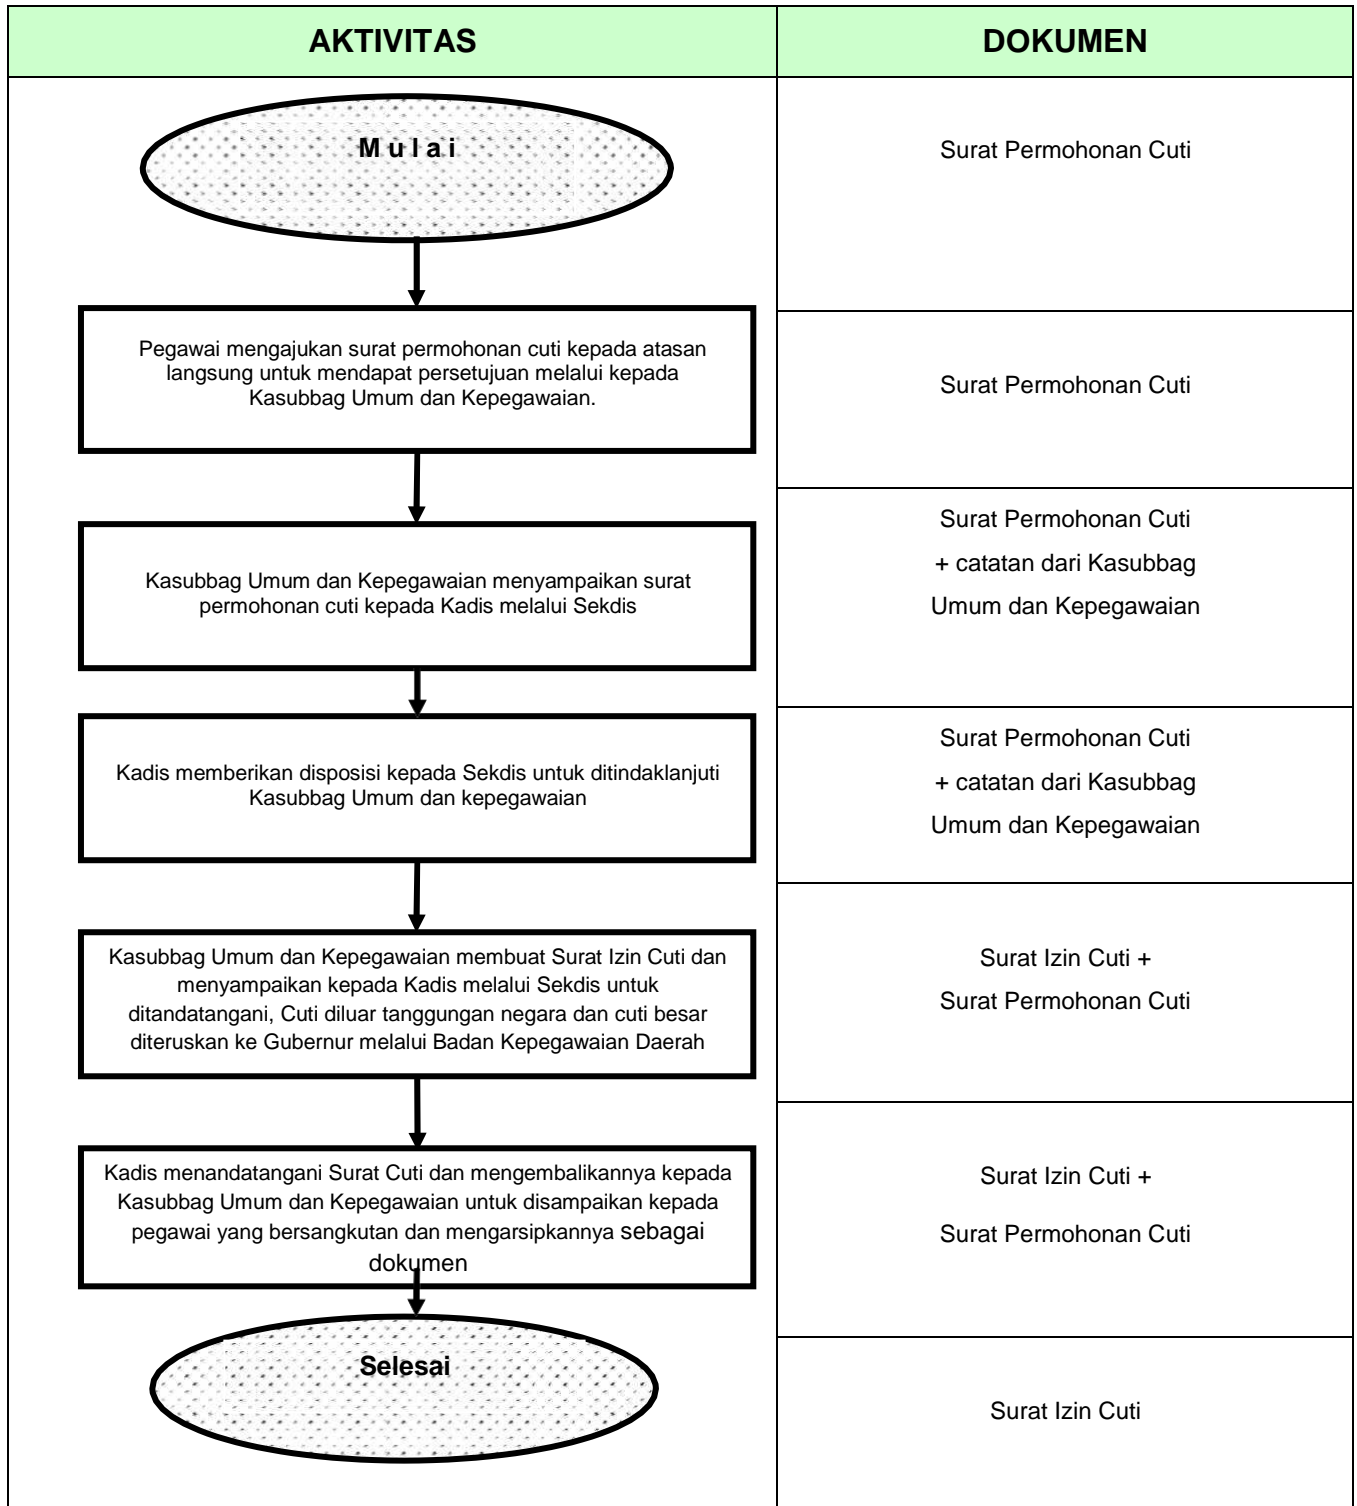 AKTIVITAS
DOKUMEN
M u l a i
Surat Permohonan Cuti
Pegawai mengajukan surat permohonan cuti kepada atasan
langsung untuk mendapat persetujuan melalui kepada
Kasubbag Umum dan Kepegawaian.
Surat Permohonan Cuti
Kasubbag Umum dan Kepegawaian menyampaikan surat
permohonan cuti kepada Kadis melalui Sekdis
Surat Permohonan Cuti
+ catatan dari Kasubbag
Umum dan Kepegawaian
Kadis memberikan disposisi kepada Sekdis untuk ditindaklanjuti
Kasubbag Umum dan kepegawaian
Surat Permohonan Cuti
+ catatan dari Kasubbag
Umum dan Kepegawaian
Kasubbag Umum dan Kepegawaian membuat Surat Izin Cuti dan
menyampaikan kepada Kadis melalui Sekdis untuk
ditandatangani, Cuti diluar tanggungan negara dan cuti besar
diteruskan ke Gubernur melalui Badan Kepegawaian Daerah
Surat Izin Cuti +
Surat Permohonan Cuti
Kadis menandatangani Surat Cuti dan mengembalikannya kepada
Kasubbag Umum dan Kepegawaian untuk disampaikan kepada
pegawai yang bersangkutan dan mengarsipkannya sebagai
dokumen
Surat Izin Cuti +
Surat Permohonan Cuti
Selesai
Surat Izin Cuti